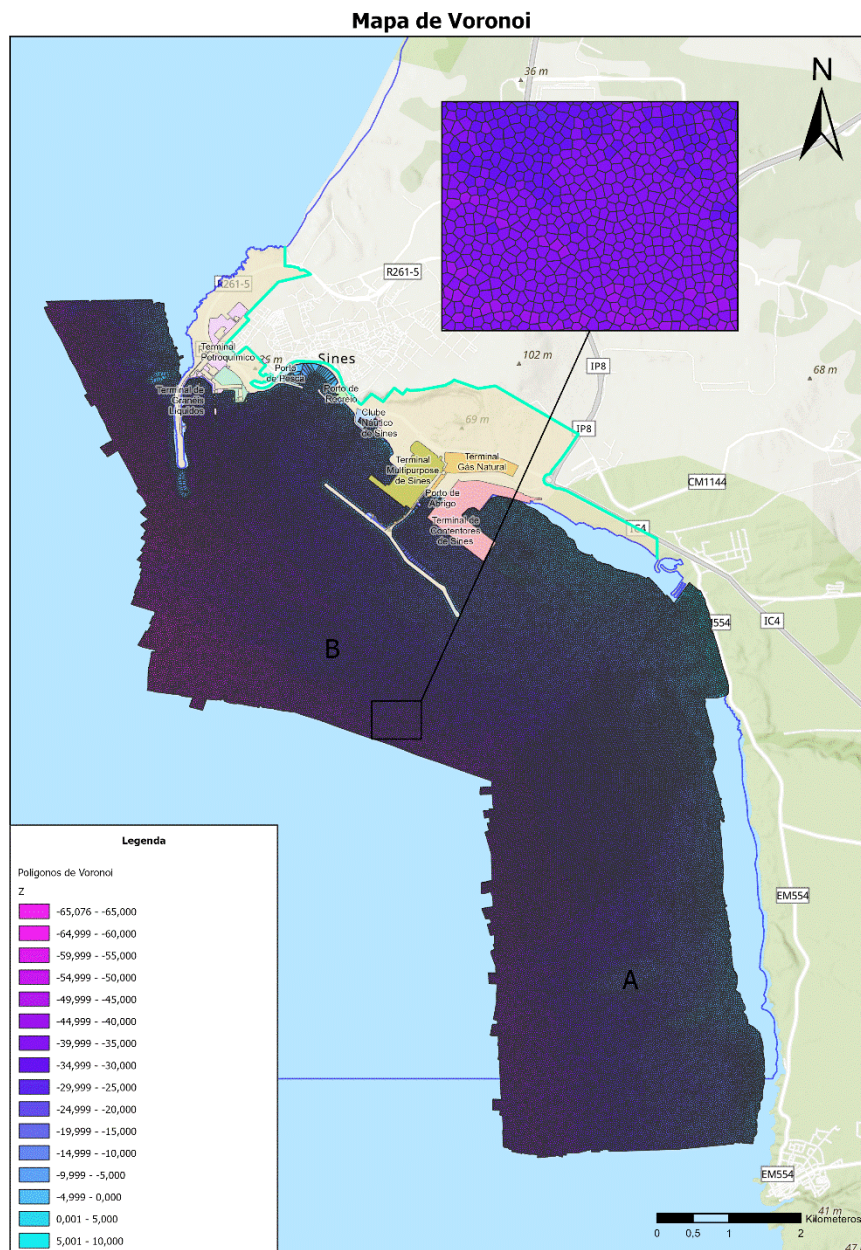 Mapa de Voronoi
36 m
N
R261-5
R261-5
Terminal
Petroquímico
Sines
Porto
de Pesca
102 m
IP8
68 m
Terminal de
Granéis
Líquidos
Porto de
Recreio
Clube
Náutico
de Sines
69 m
IP8
Terminal
Multipurpose
de Sines
Terminal
Gás Natural
CM1144
Porto de
Abrigo
Terminal de
Contentores
de Sines
IC4
IC4
B
EM554
A
Legenda
Polígonos de Voronoi
Z
-65,076 - -65,000
-64,999 - -60,000
-59,999 - -55,000
-54,999 - -50,000
-49,999 - -45,000
-44,999 - -40,000
-39,999 - -35,000
-34,999 - -30,000
-29,999 - -25,000
-24,999 - -20,000
-19,999 - -15,000
-14,999 - -10,000
-9,999 - -5,000
-4,999 - 0,000
0,001 - 5,000
5,001 - 10,000
EM554
41 m
0 0,5 1 2 Kilometeros